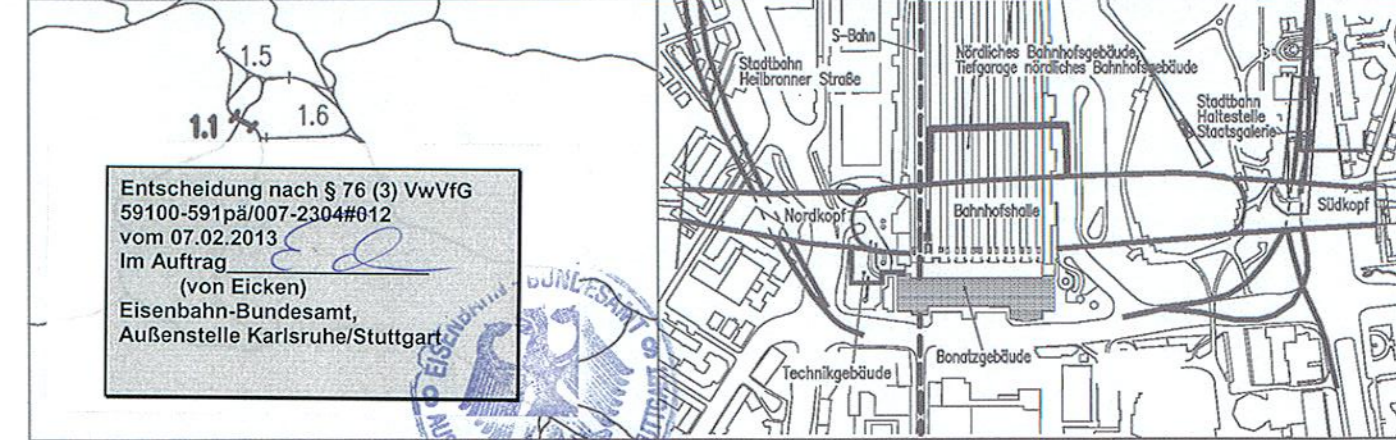 1.5
1.6
1.1
Entscheidung nach § 76 (3) VwVfG
59100-591pä/007-2304#012
vom 07.02.2013
Im Auftrag
(von Eicken)
Eisenbahn-Bundesamt,
Außenstelle Karlsruhe/Stuttgart
EISENBAHN-BUNDESAMT
S-Bahn
Stadtbahn
Heilbronner Straße
Nördliches Bahnhofsgebäude,
Tiefgarage nördliches Bahnhofsgebäude
Stadtbahn
Haltestelle
Staatsgalerie
Nordkopf
Bahnhofshalle
Südkopf
Technikgebäude
Bonatzgebäude